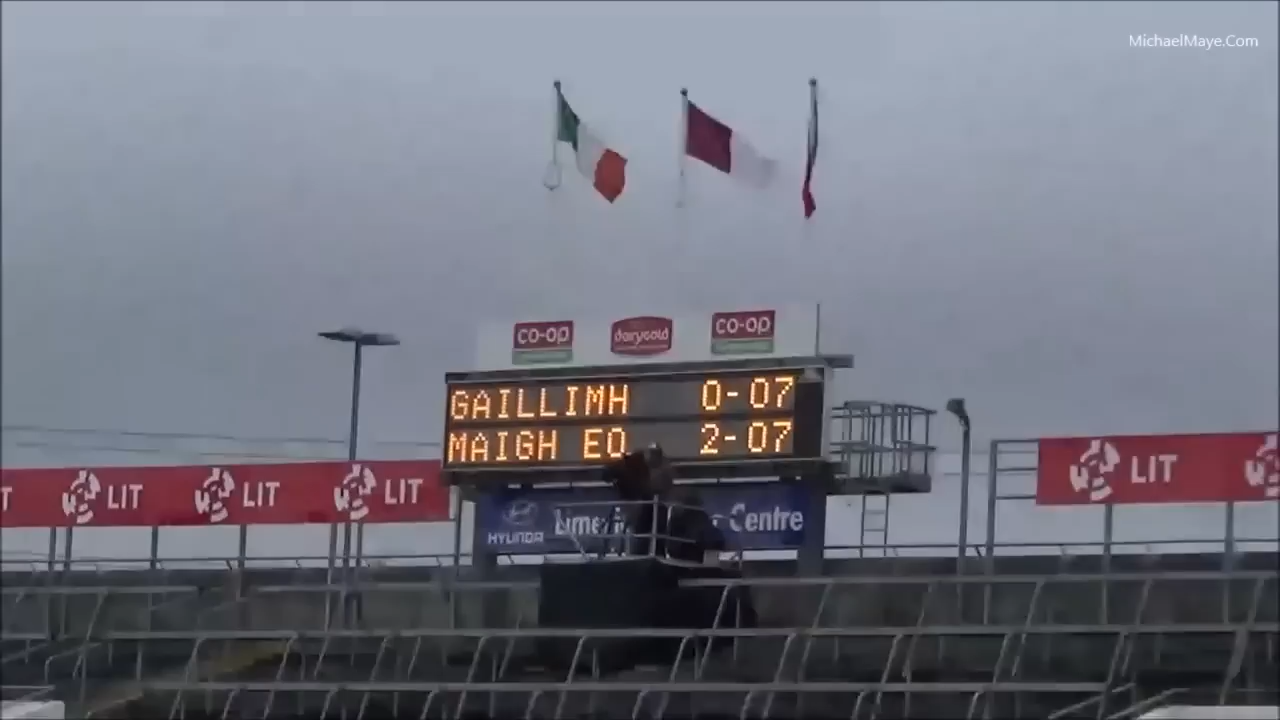 MichaelMaye.Com
co-op
dairygold
co-op
GAILLIMH 0-07
MAIGH EO 2-07
LIT
LIT
LIT
LIT
HYUNDAI
Centre